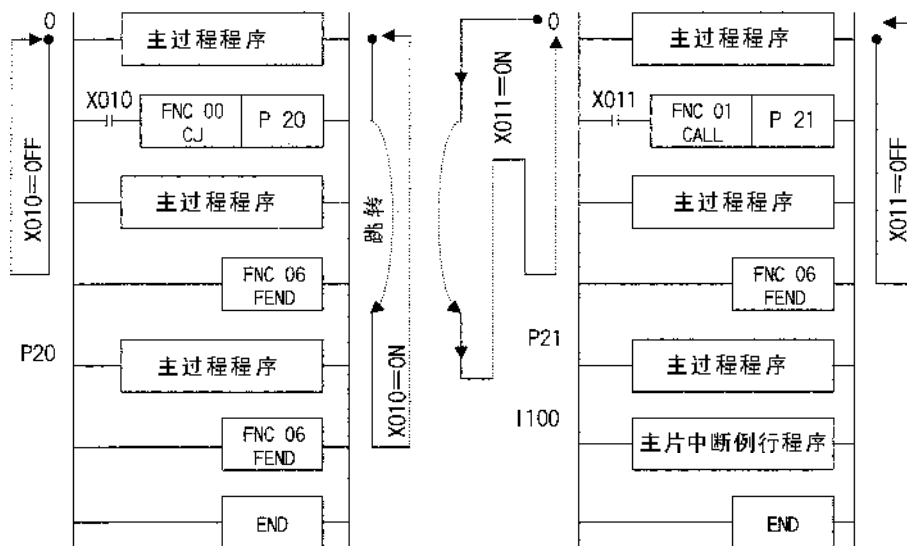 0
主过程程序
X010
FNC 00
CJ
P 20
X010=OFF
主过程程序
跳转
FNC 06
FEND
P20
主过程程序
X010=ON
FNC 06
FEND
END
0
主过程程序
X011=ON
X011
FNC 01
CALL
P 21
X011=OFF
主过程程序
FNC 06
FEND
P21
主过程程序
I100
主片中断例行程序
END